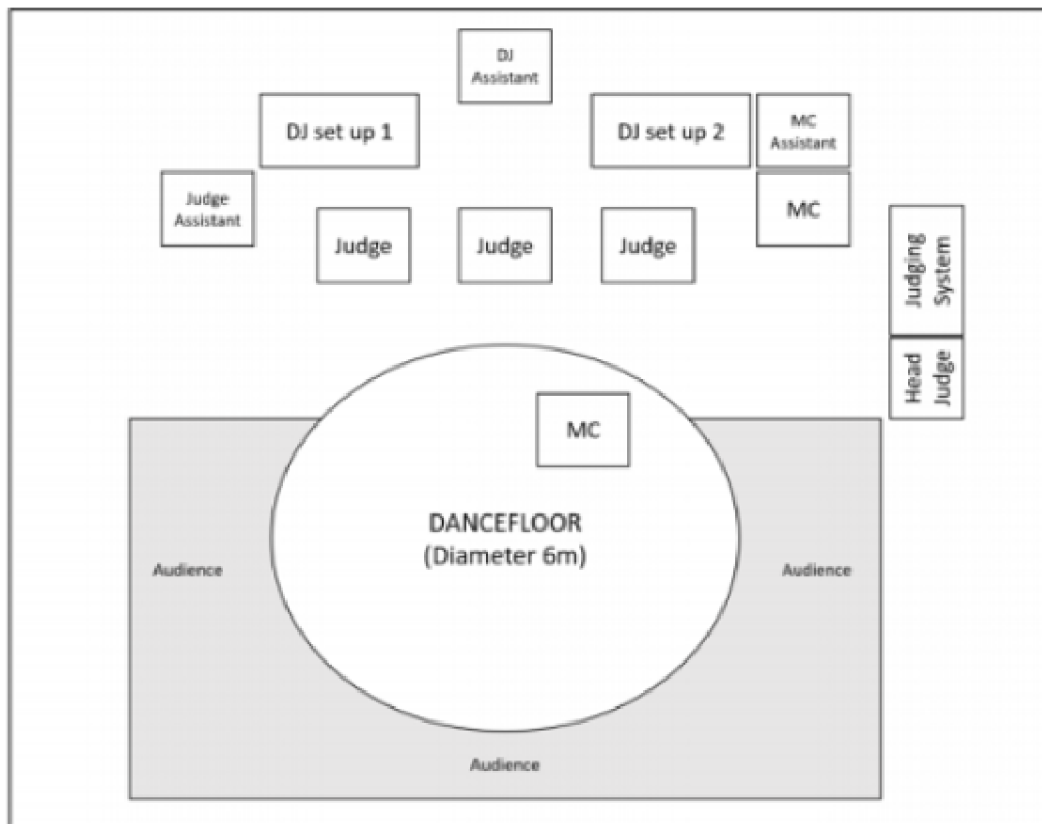 DJ
Assistant
DJ set up 1
DJ set up 2
MC
Assistant
Judge
Assistant
MC
Judge
Judge
Judge
Judging
System
Head
Judge
MC
DANCEFLOOR
(Diameter 6m)
Audience
Audience
Audience